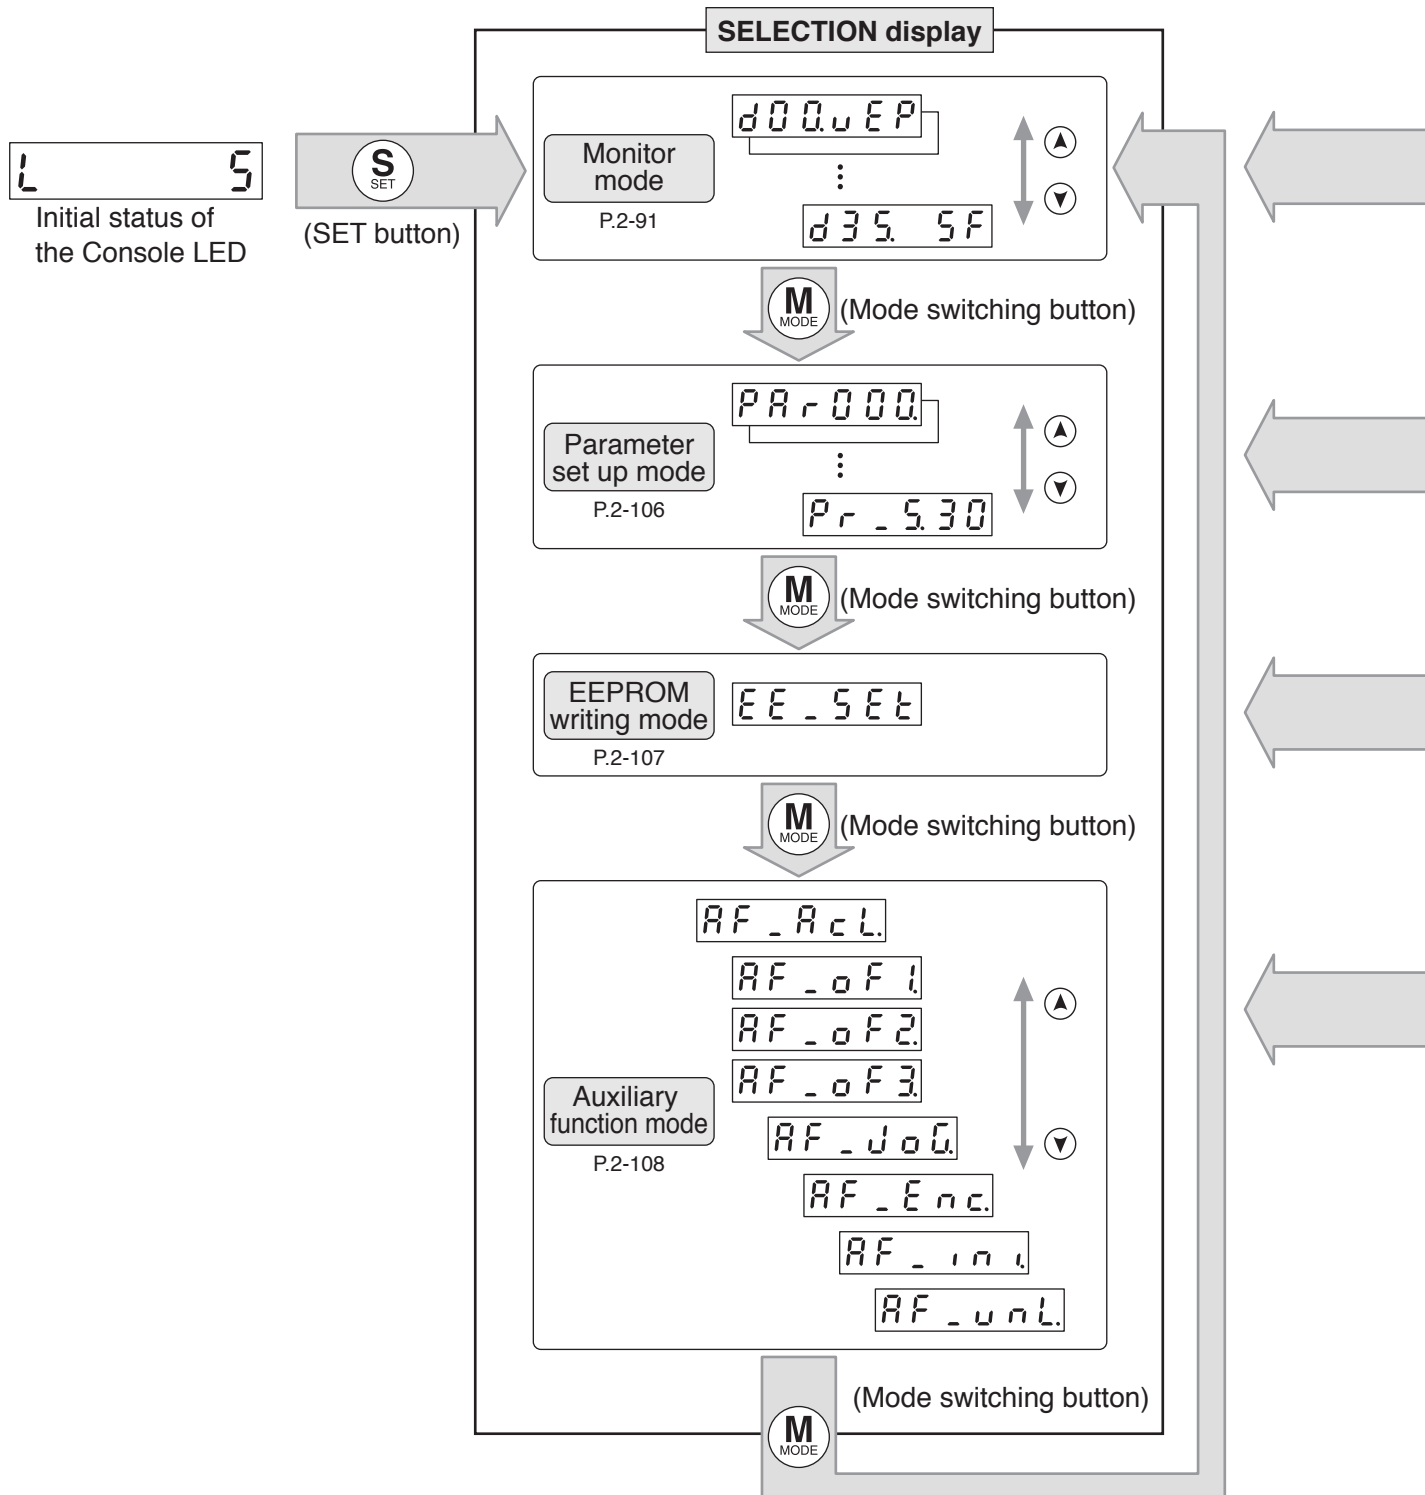 SELECTION display
d00.uEP
Monitor
mode
P.2-91
d35. SF
L 5
Initial status of
the Console LED
S
SET
(SET button)
M
MODE
(Mode switching button)
PAr000.
Parameter
set up mode
P.2-106
Pr_5.30
M
MODE
(Mode switching button)
EEPROM
writing mode
P.2-107
EE_SEt
M
MODE
(Mode switching button)
AF_AcL.
AF_oF1.
AF_oF2.
AF_oF3.
Auxiliary
function mode
P.2-108
AF_JoG.
AF_Enc.
AF_ini.
AF_unL.
(Mode switching button)
M
MODE